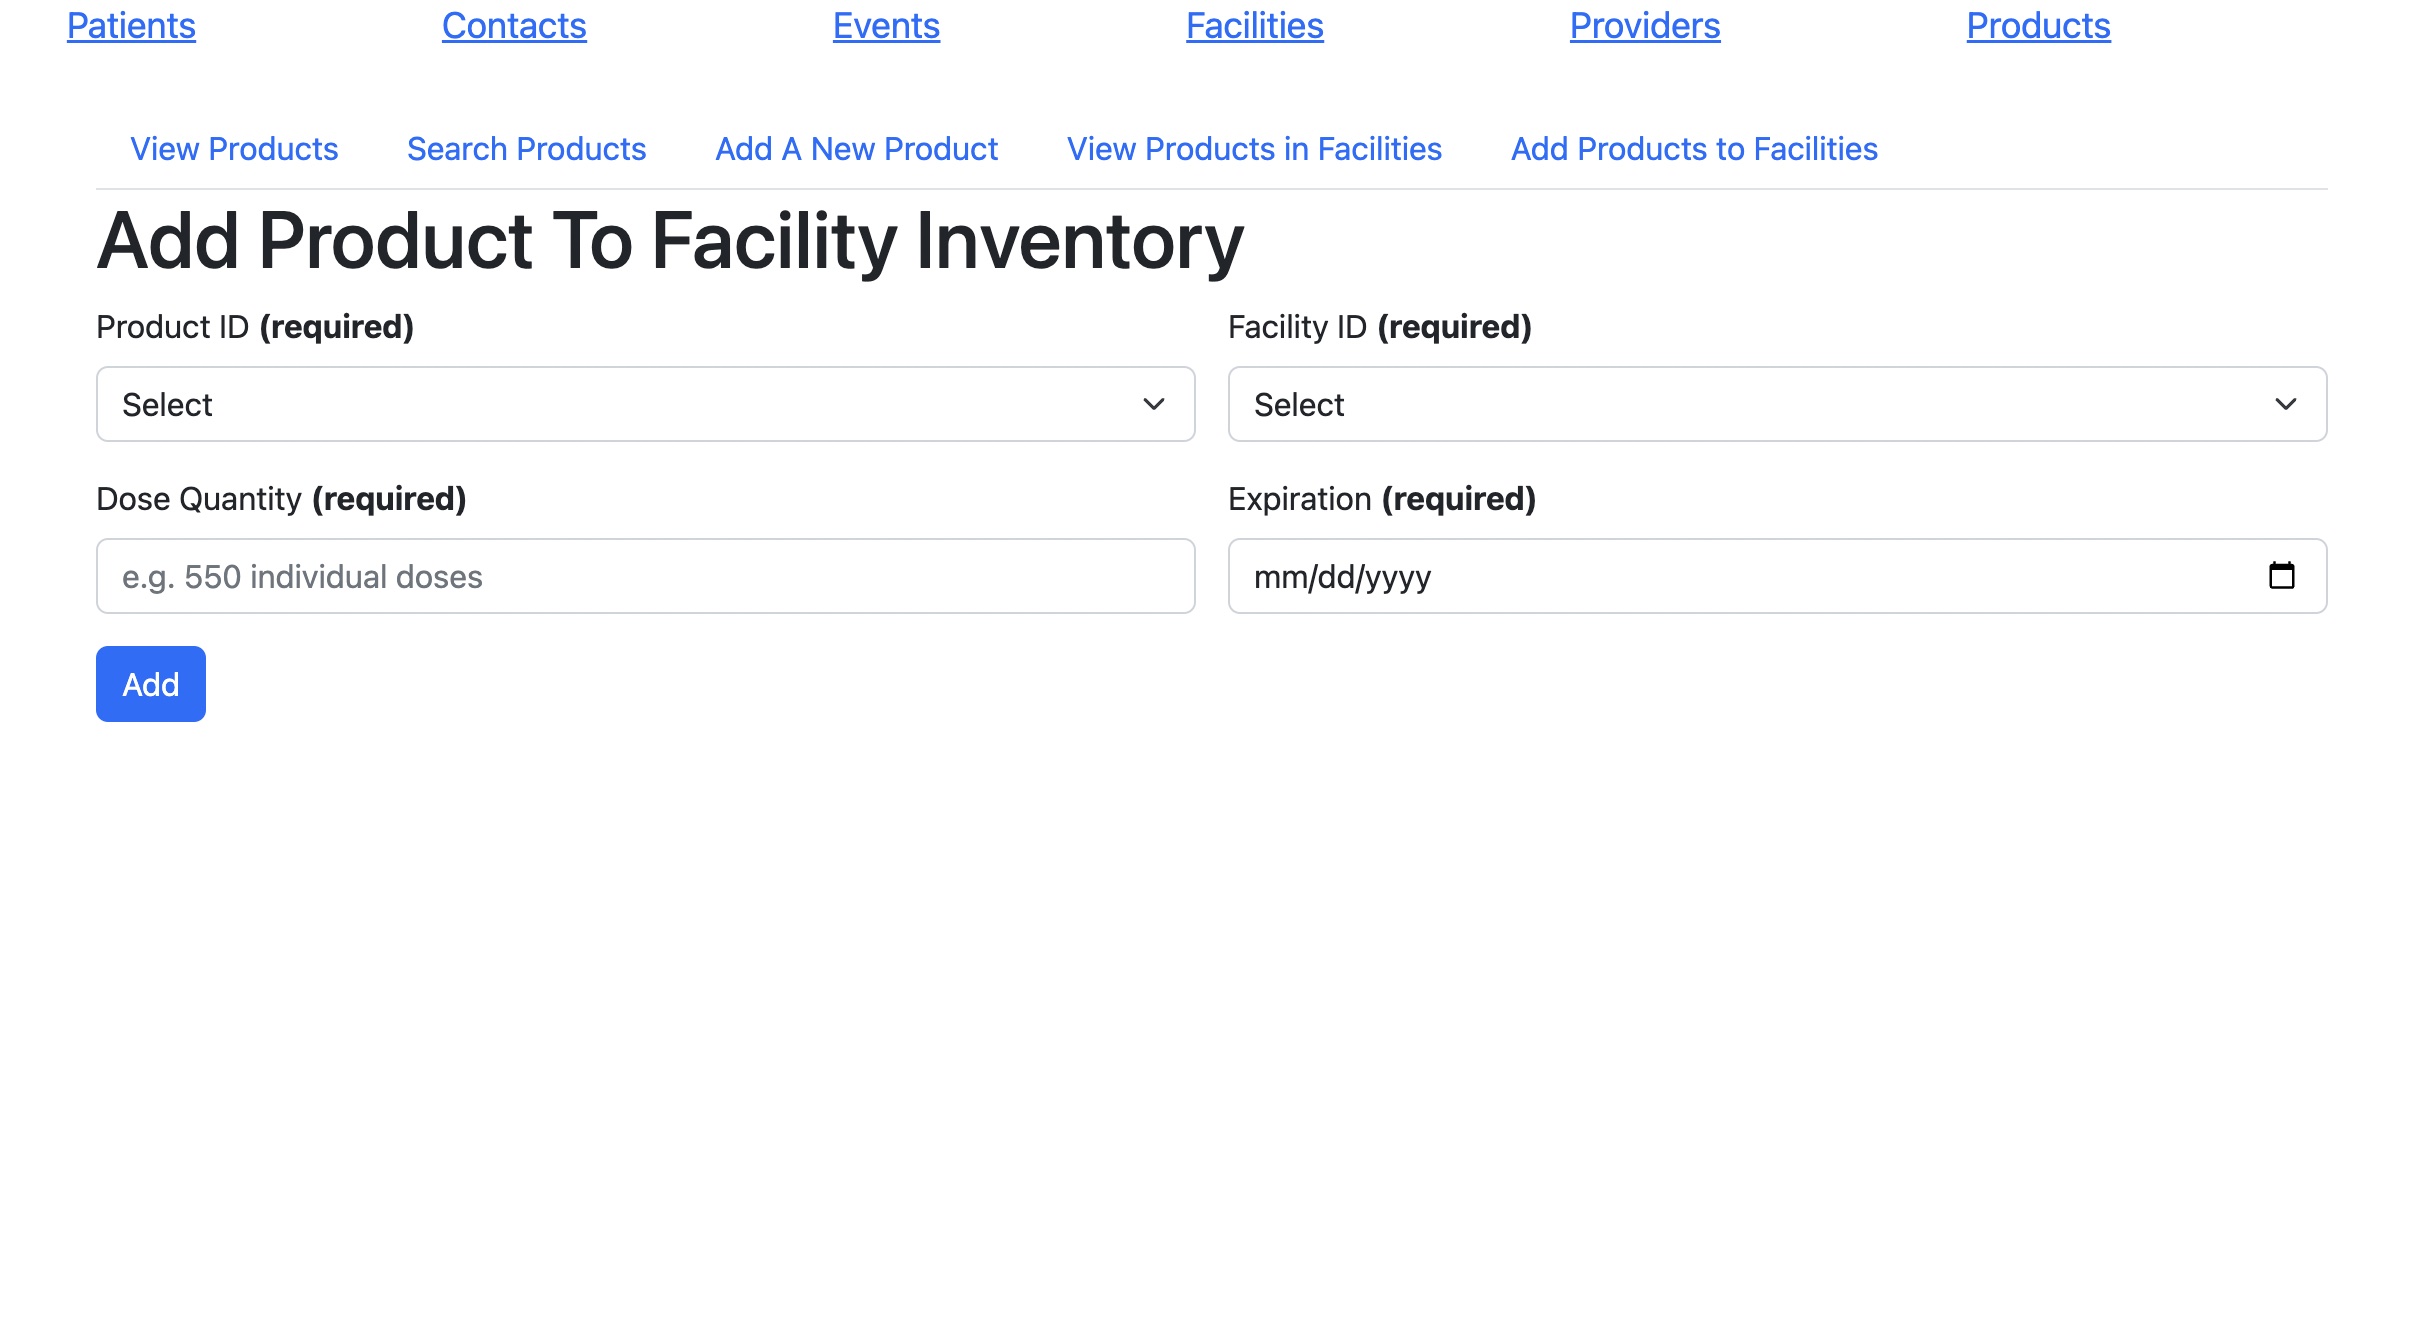 Patients Contacts Events Facilities Providers Products
View Products Search Products Add A New Product View Products in Facilities Add Products to Facilities
Add Product To Facility Inventory
Product ID (required) Facility ID (required)
Select Select
Dose Quantity (required) Expiration (required)
e.g. 550 individual doses mm/dd/yyyy
Add